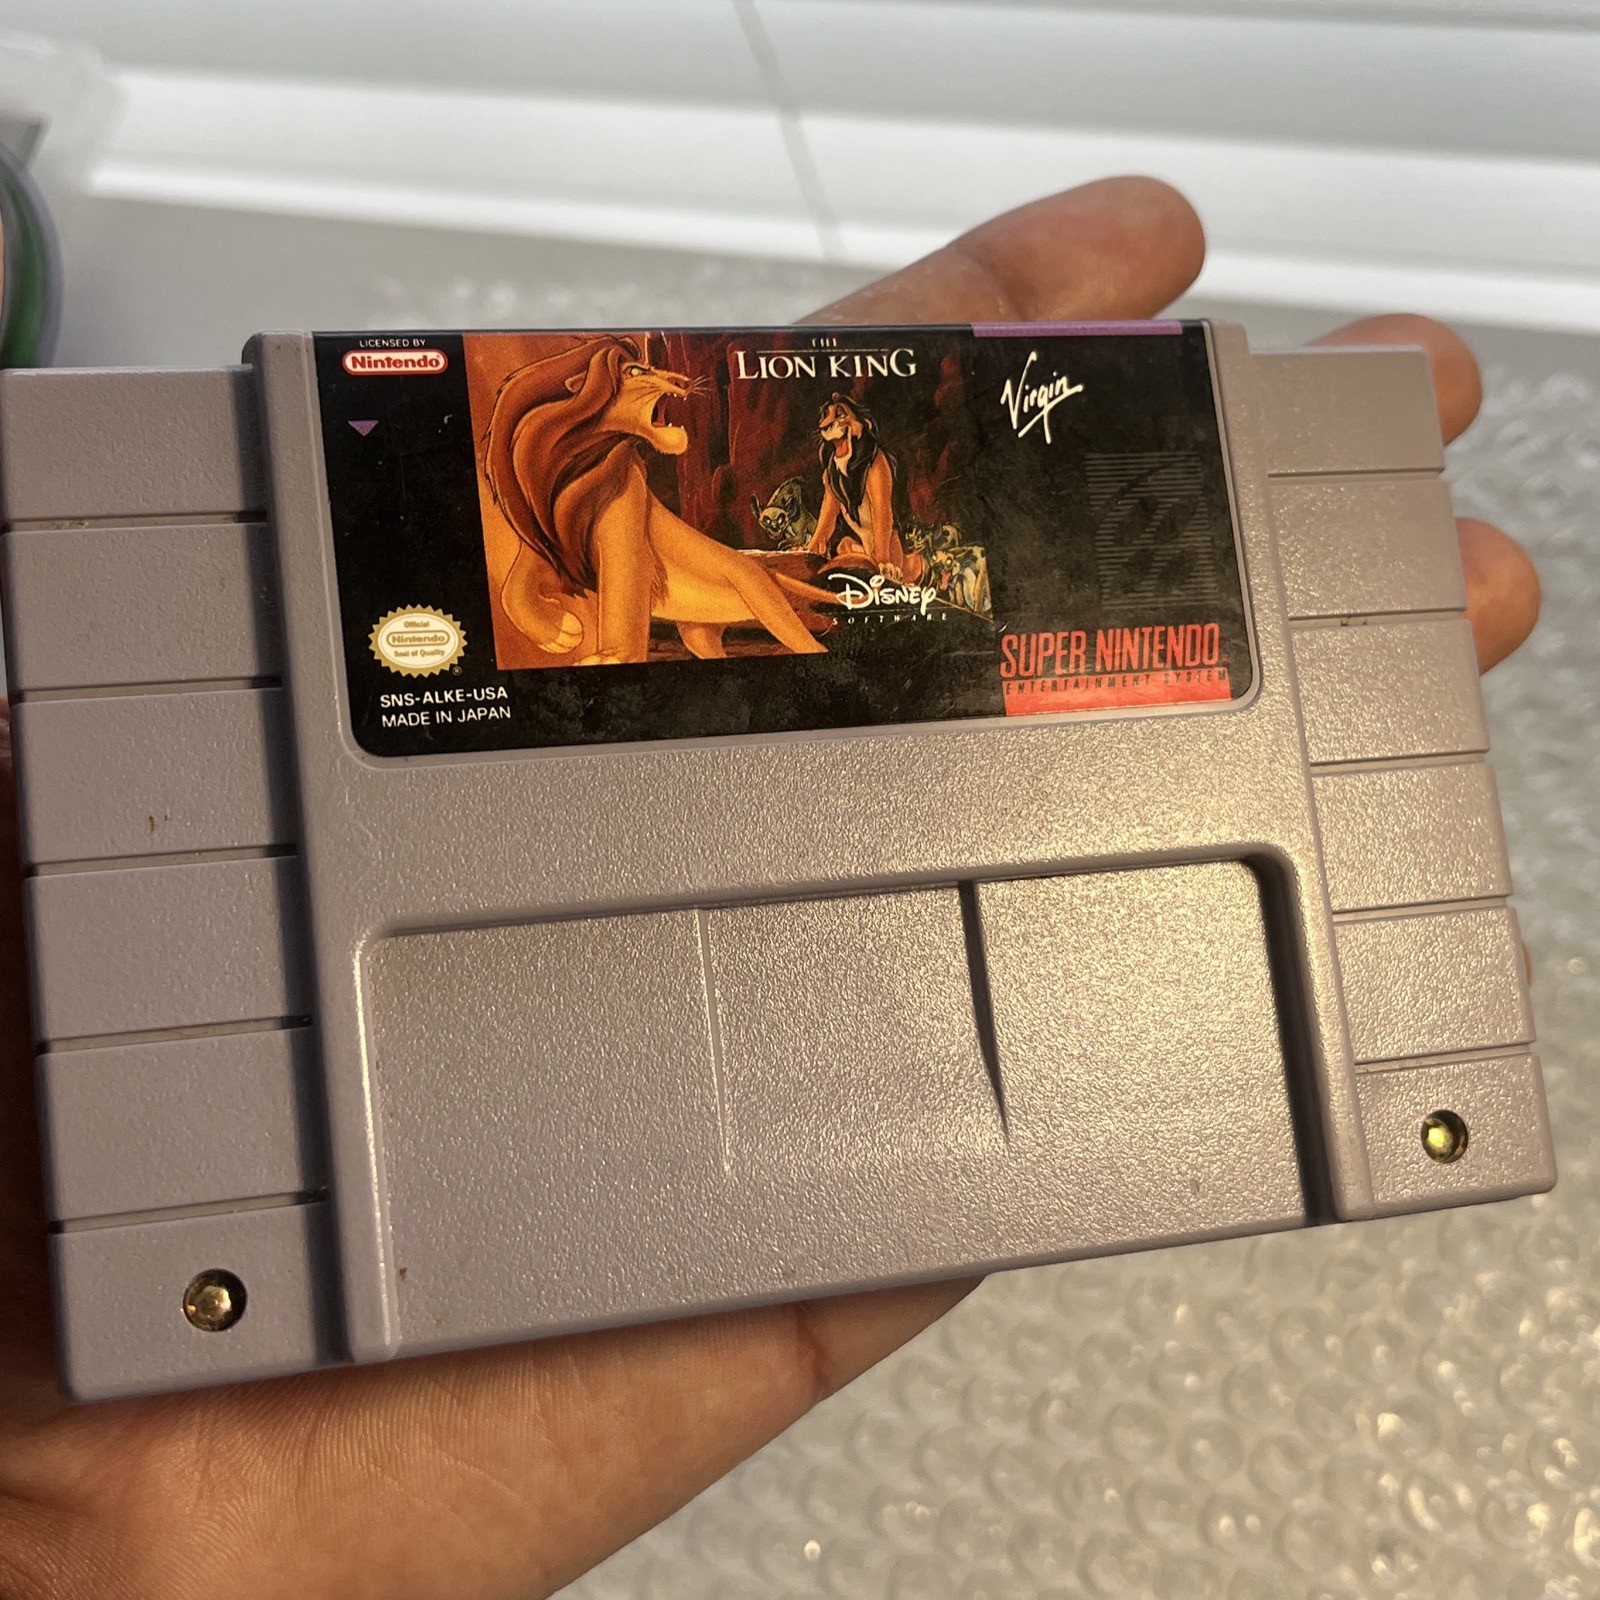 LICENSED BY
Nintendo
THE
LION KING
Virgin
Disney
SOFTWARE
Official
Nintendo
Seal of Quality
SNS-ALKE-USA
MADE IN JAPAN
SUPER NINTENDO
ENTERTAINMENT SYSTEM